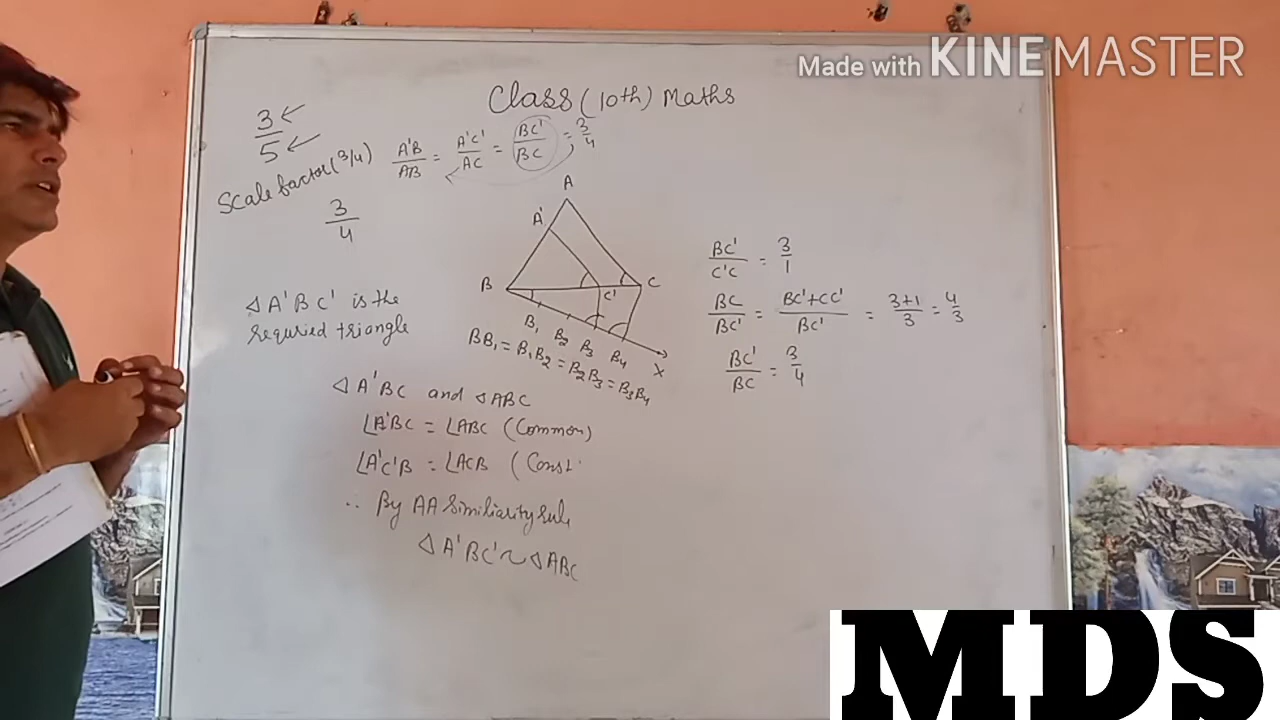 Made with KINEMASTER
Class (10th) Maths
3/5
Scale factor (3/4)
3/4
A'B/AB = A'C'/AC = BC'/BC = 3/4
A
A'
B
C'
C
B₁ B₂ B₃ B₄
X
BB₁ = B₁B₂ = B₂B₃ = B₃B₄
△A'BC' is the
requried triangle
BC'/C'C = 3/1
BC/BC' = BC'+CC'/BC' = 3+1/3 = 4/3
BC'/BC = 3/4
△A'BC and △ABC
∠A'BC = ∠ABC (Common)
∠A'C'B = ∠ACB (Const
∴ By AA Similiarity rule
△A'BC' ~ △ABC
MDS